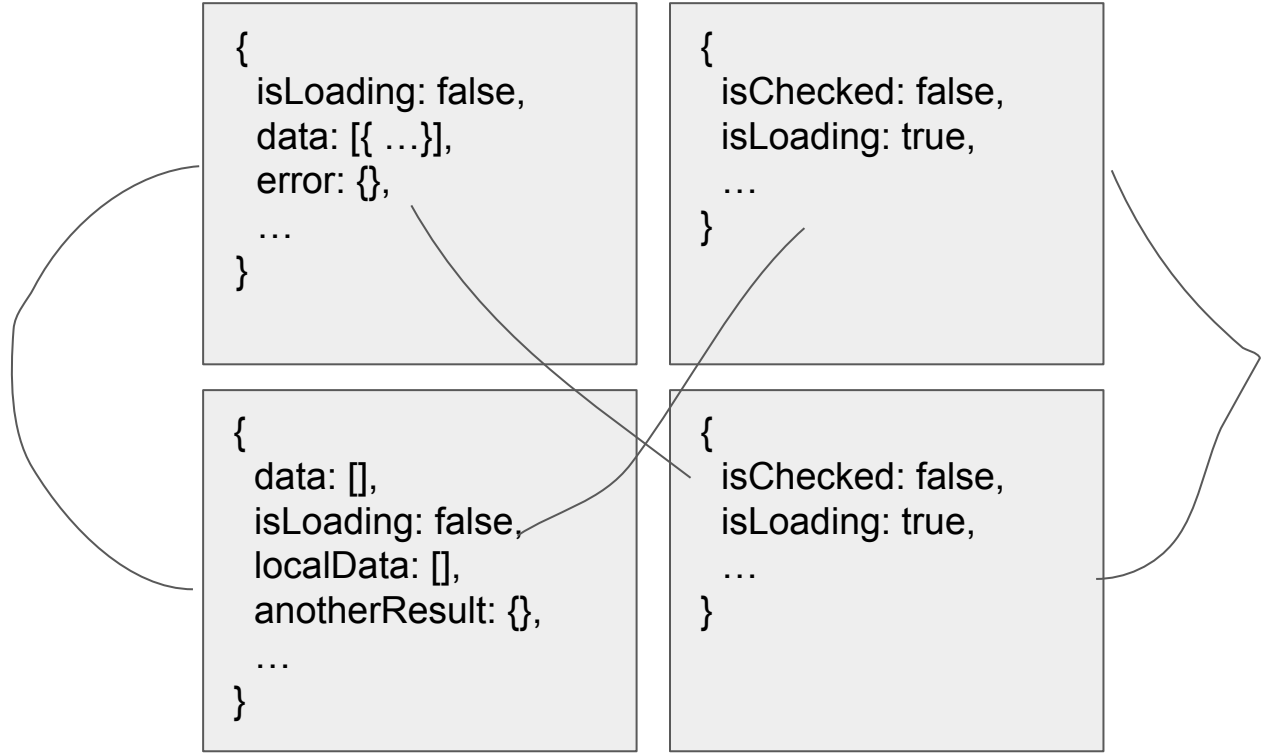 {
isLoading: false,
data: [{ …}],
error: {},
…
}
{
isChecked: false,
isLoading: true,
…
}
{
data: [],
isLoading: false,
localData: [],
anotherResult: {},
…
}
{
isChecked: false,
isLoading: true,
…
}